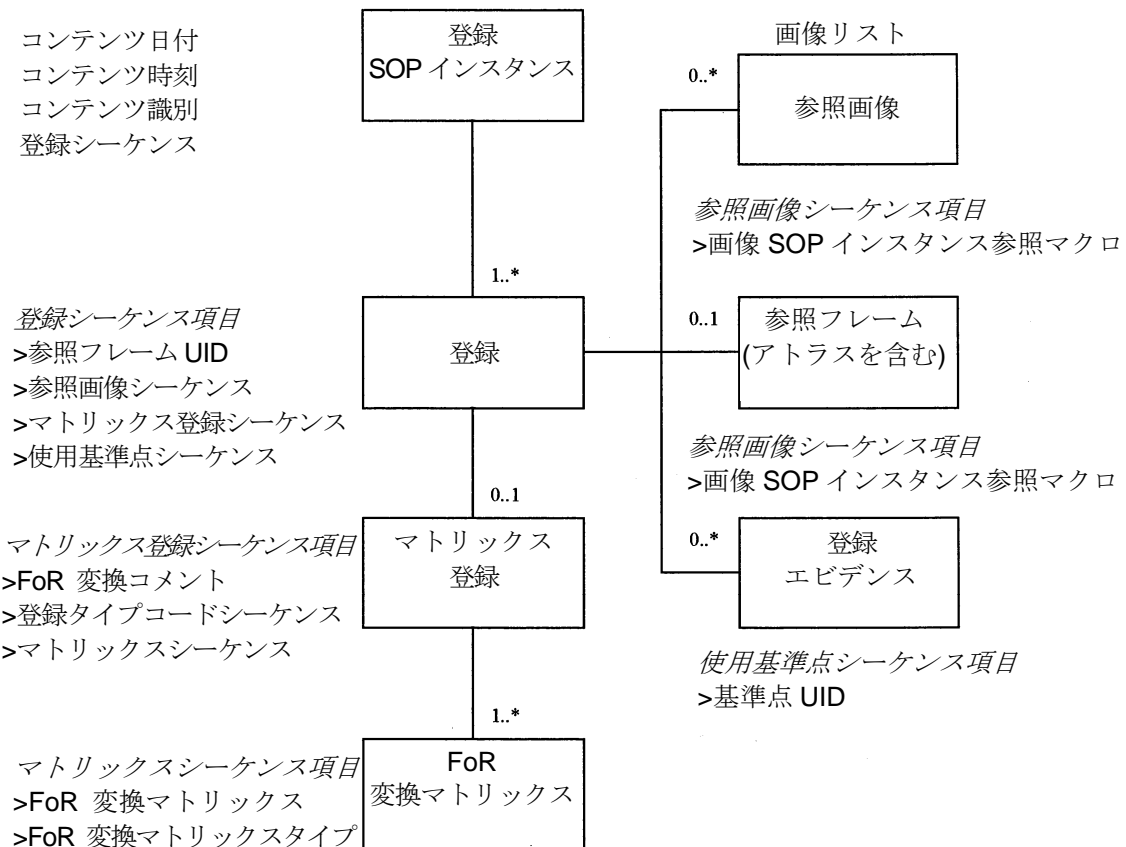 コンテンツ日付
コンテンツ時刻
コンテンツ識別
登録シーケンス
登録
SOP インスタンス
画像リスト
0..*
参照画像
参照画像シーケンス項目
>画像 SOP インスタンス参照マクロ
1..*
登録シーケンス項目
>参照フレーム UID
>参照画像シーケンス
>マトリックス登録シーケンス
>使用基準点シーケンス
登録
0..1
参照フレーム
(アトラスを含む)
参照画像シーケンス項目
>画像 SOP インスタンス参照マクロ
0..1
マトリックス登録シーケンス項目
>FoR 変換コメント
>登録タイプコードシーケンス
>マトリックスシーケンス
マトリックス
登録
0..*
登録
エビデンス
使用基準点シーケンス項目
>基準点 UID
1..*
マトリックスシーケンス項目
>FoR 変換マトリックス
>FoR 変換マトリックスタイプ
FoR
変換マトリックス